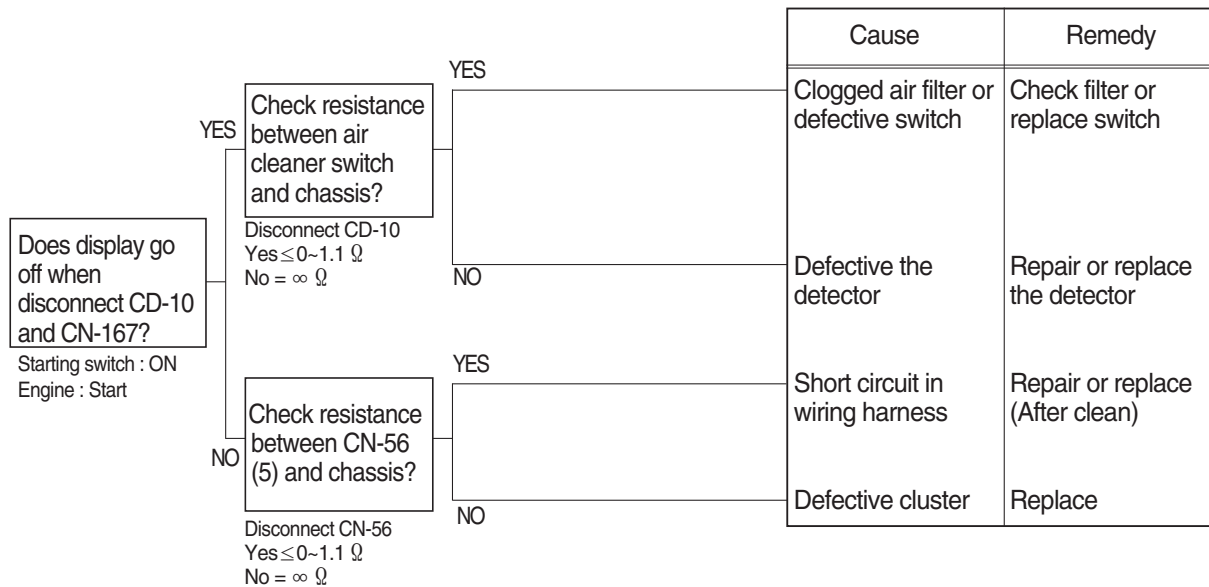 Does display go
off when
disconnect CD-10
and CN-167?
Starting switch : ON
Engine : Start
YES
Check resistance
between air
cleaner switch
and chassis?
Disconnect CD-10
Yes≤0~1.1 Ω
No = ∞ Ω
NO
Check resistance
between CN-56
(5) and chassis?
Disconnect CN-56
Yes≤0~1.1 Ω
No = ∞ Ω
YES
NO
YES
NO
Cause
Remedy
Clogged air filter or
defective switch
Check filter or
replace switch
Defective the
detector
Repair or replace
the detector
Short circuit in
wiring harness
Repair or replace
(After clean)
Defective cluster
Replace